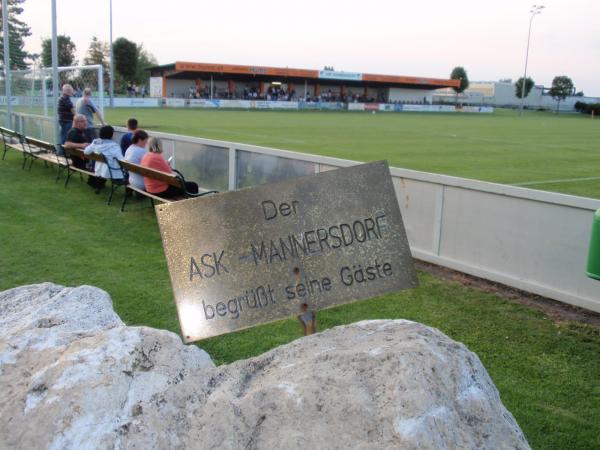 Der
ASK - MANNERSDORF
begrüßt seine Gäste